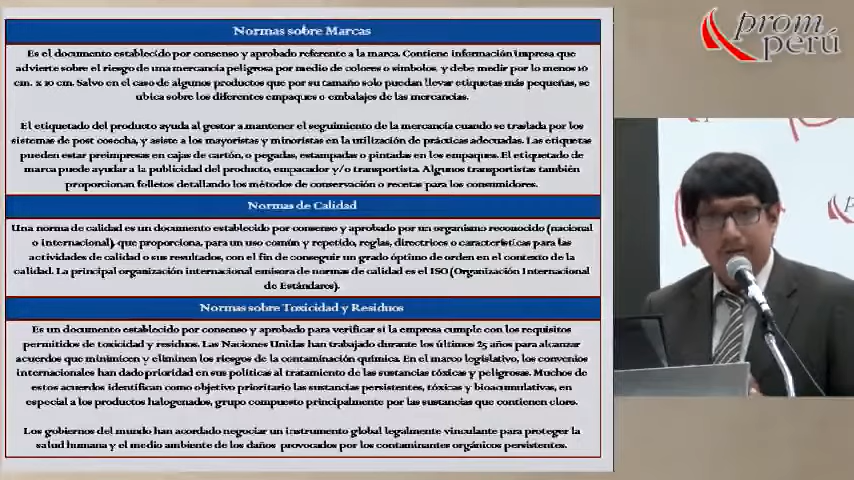 Normas sobre Marcas
Es el documento establecido por consenso y aprobado referente a la marca. Contiene información impresa que
advierte sobre el riesgo de una mercancía peligrosa por medio de colores o símbolos, y debe medir por lo menos 10
cm. x 10 cm. Salvo en el caso de algunos productos que por su tamaño solo puedan llevar etiquetas más pequeñas, se
ubica sobre los diferentes empaques o embalajes de las mercancías.
El etiquetado del producto ayuda al gestor a mantener el seguimiento de la mercancía cuando se traslada por los
sistemas de post cosecha, y asiste a los mayoristas y minoristas en la utilización de prácticas adecuadas. Las etiquetas
pueden estar preimpresas en cajas de cartón, o pegadas, estampadas o pintadas en los empaques. El etiquetado de
marca puede ayudar a la publicidad del producto, empacador y/o transportista. Algunos transportistas también
proporcionan folletos detallando los métodos de conservación o recetas para los consumidores.
Normas de Calidad
Una norma de calidad es un documento establecido por consenso y aprobado por un organismo reconocido (nacional
o internacional), que proporciona, para un uso común y repetido, reglas, directrices o características para las
actividades de calidad o sus resultados, con el fin de conseguir un grado óptimo de orden en el contexto de la
calidad. La principal organización internacional emisora de normas de calidad es el ISO (Organización Internacional
de Estándares).
Normas sobre Toxicidad y Residuos
Es un documento establecido por consenso y aprobado para verificar si la empresa cumple con los requisitos
permitidos de toxicidad y residuos. Las Naciones Unidas han trabajado durante los últimos 25 años para alcanzar
acuerdos que minimicen y eliminen los riesgos de la contaminación química. En el marco legislativo, los convenios
internacionales han dado prioridad en sus políticas al tratamiento de las sustancias tóxicas y peligrosas. Muchos de
estos acuerdos identifican como objetivo prioritario las sustancias persistentes, tóxicas y bioacumulativas, en
especial a los productos halogenados, grupo compuesto principalmente por las sustancias que contienen cloro.
Los gobiernos del mundo han acordado negociar un instrumento global legalmente vinculante para proteger la
salud humana y el medio ambiente de los daños provocados por los contaminantes orgánicos persistentes.
prom
perú